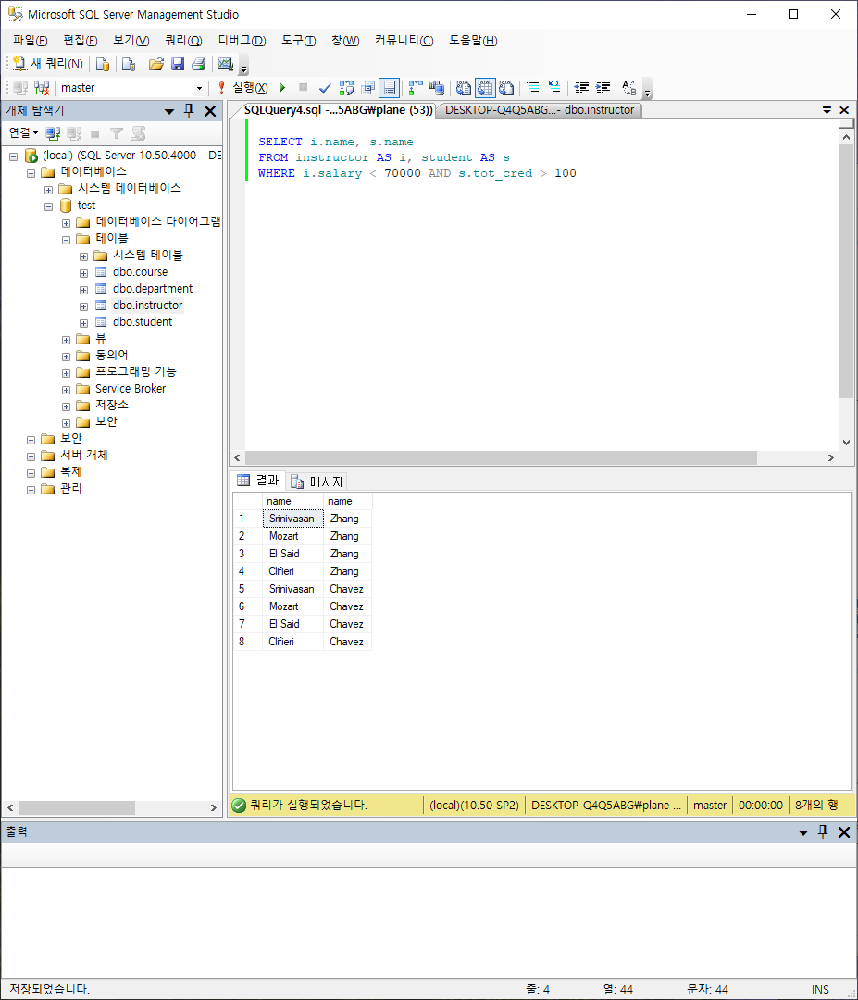 Microsoft SQL Server Management Studio
파일(F) 편집(E) 보기(V) 쿼리(Q) 디버그(D) 도구(T) 창(W) 커뮤니티(C) 도움말(H)
새 쿼리(N)
master 실행(X)
개체 탐색기
연결
(local) (SQL Server 10.50.4000 - DE
데이터베이스
시스템 데이터베이스
test
데이터베이스 다이어그램
테이블
시스템 테이블
dbo.course
dbo.department
dbo.instructor
dbo.student
뷰
동의어
프로그래밍 기능
Service Broker
저장소
보안
보안
서버 개체
복제
관리
SQLQuery4.sql -...5ABG₩plane (53)) DESKTOP-Q4Q5ABG...- dbo.instructor
SELECT i.name, s.name
FROM instructor AS i, student AS s
WHERE i.salary < 70000 AND s.tot_cred > 100
결과 메시지
name name
1 Srinivasan Zhang
2 Mozart Zhang
3 El Said Zhang
4 Clifieri Zhang
5 Srinivasan Chavez
6 Mozart Chavez
7 El Said Chavez
8 Clifieri Chavez
쿼리가 실행되었습니다. (local)(10.50 SP2) DESKTOP-Q4Q5ABG₩plane ... master 00:00:00 8개의 행
출력
저장되었습니다. 줄: 4 열: 44 문자: 44 INS